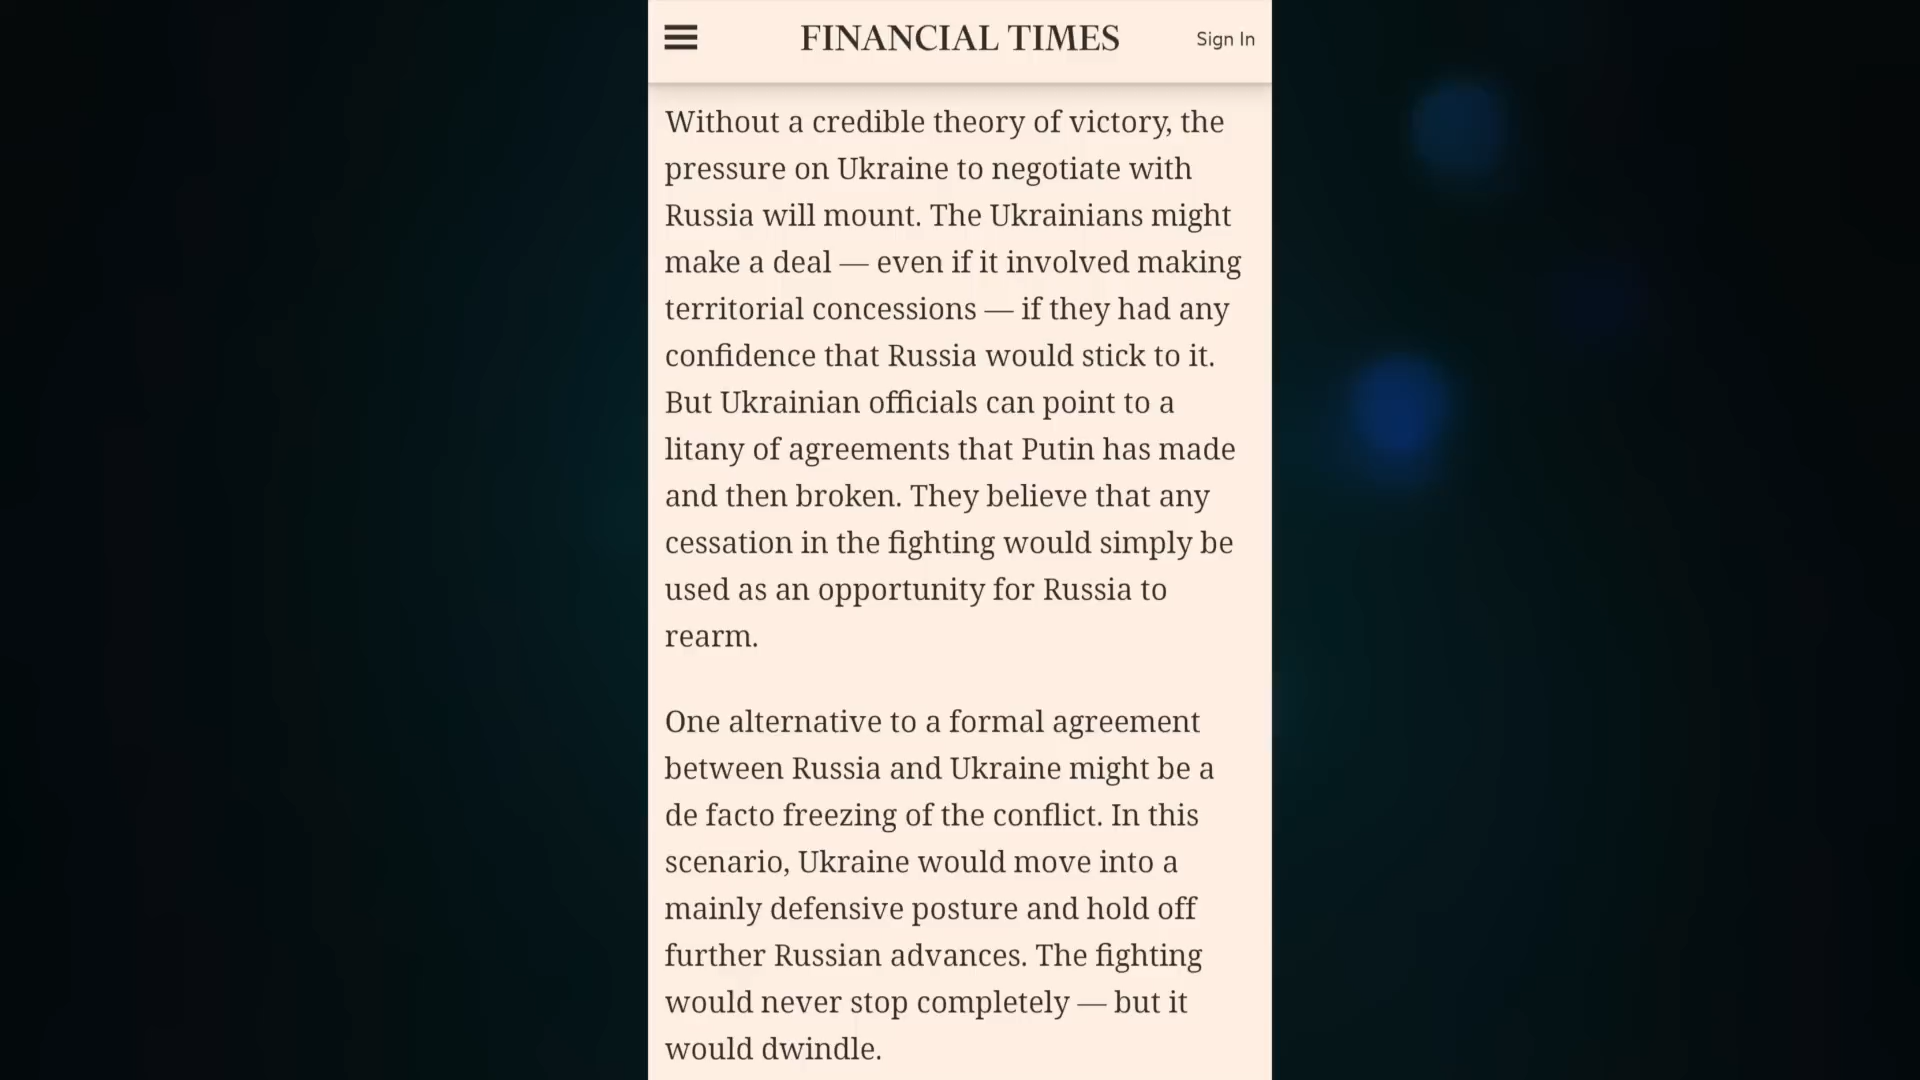 FINANCIAL TIMES
Sign In
Without a credible theory of victory, the
pressure on Ukraine to negotiate with
Russia will mount. The Ukrainians might
make a deal — even if it involved making
territorial concessions — if they had any
confidence that Russia would stick to it.
But Ukrainian officials can point to a
litany of agreements that Putin has made
and then broken. They believe that any
cessation in the fighting would simply be
used as an opportunity for Russia to
rearm.
One alternative to a formal agreement
between Russia and Ukraine might be a
de facto freezing of the conflict. In this
scenario, Ukraine would move into a
mainly defensive posture and hold off
further Russian advances. The fighting
would never stop completely — but it
would dwindle.